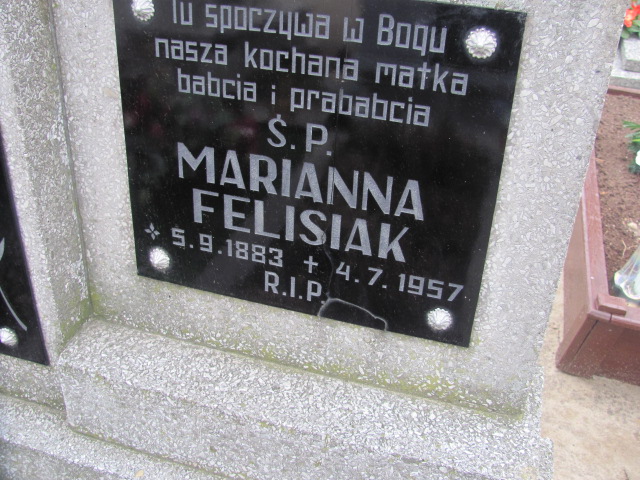 Tu spoczywa w Bogu
nasza kochana matka
babcia i prababcia
Ś.P.
MARIANNA
FELISIAK
5.9.1883 + 4.7.1957.
R.I.P.